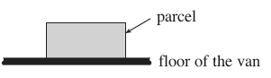 parcel
floor of the van